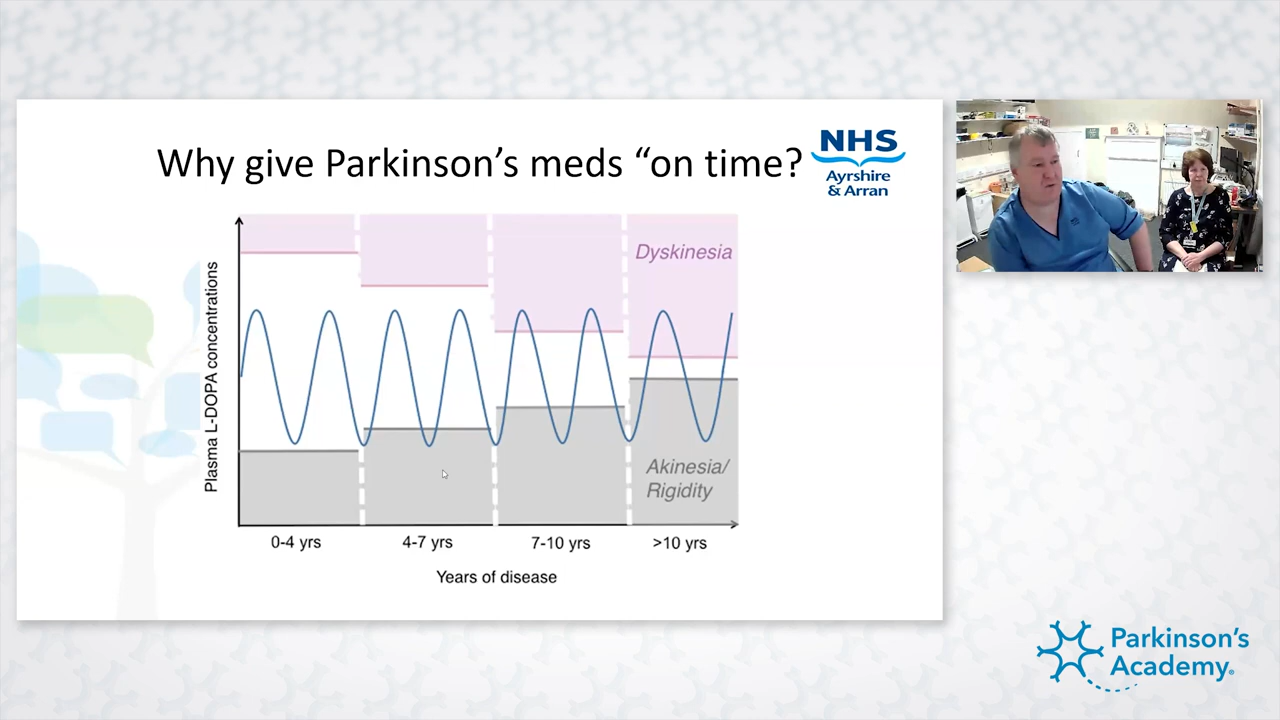 Why give Parkinson's meds “on time?
NHS
Ayrshire
& Arran
Plasma L-DOPA concentrations
Dyskinesia
Akinesia/
Rigidity
0-4 yrs
4-7 yrs
7-10 yrs
>10 yrs
Years of disease
Parkinson's
Academy®